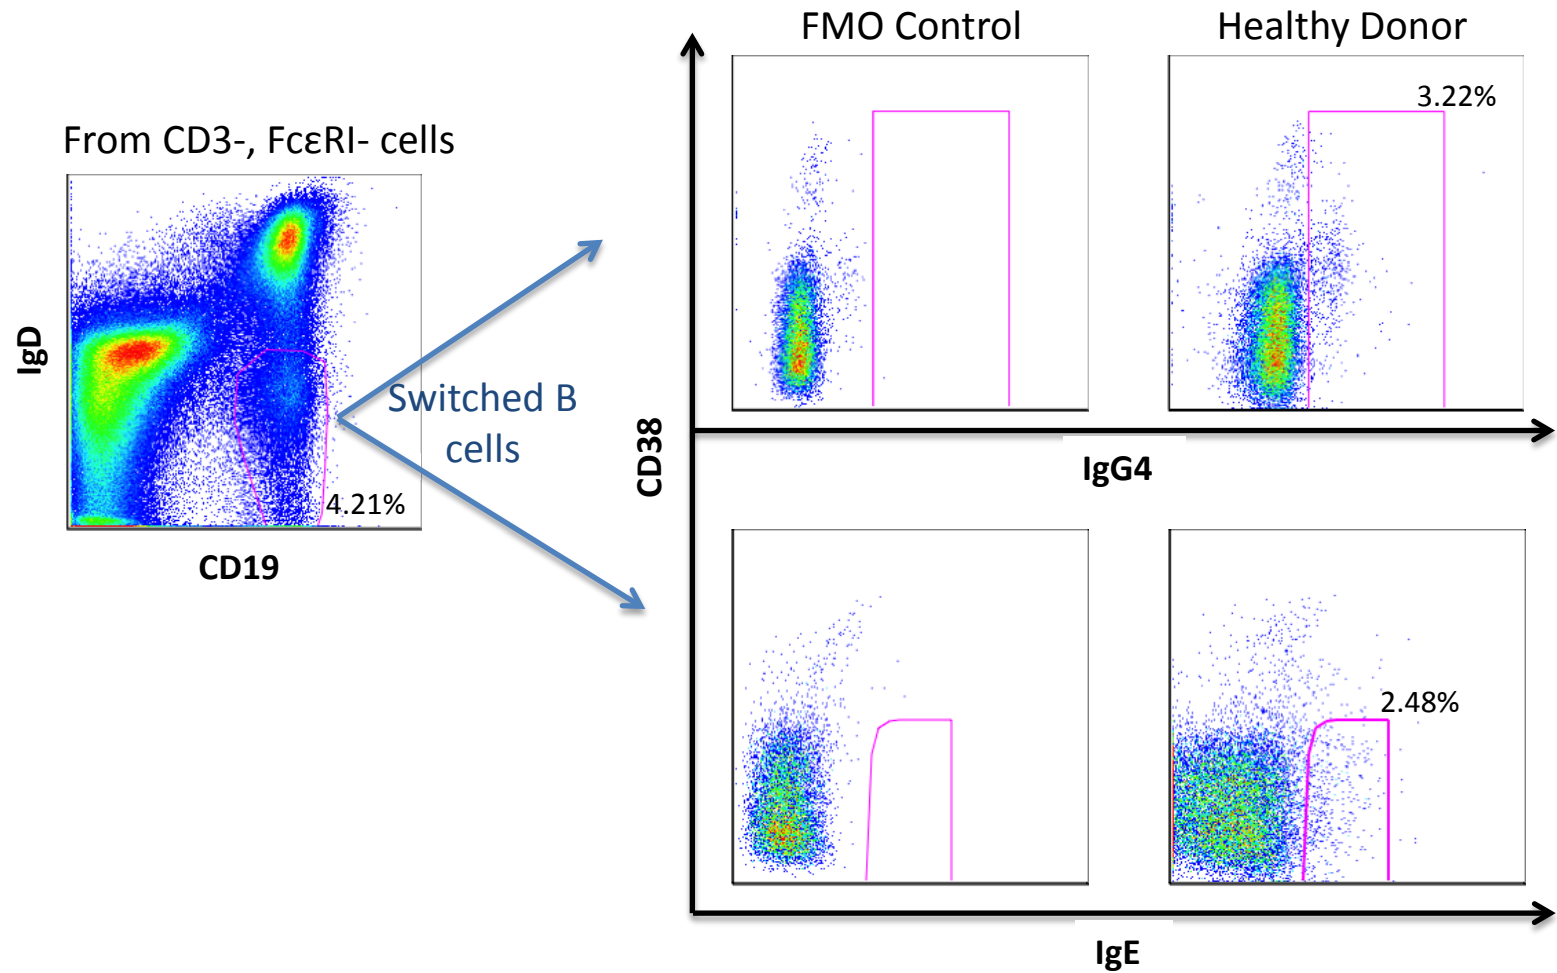 From CD3-, FcεRI- cells
IgD
CD19
4.21%
Switched B
cells
FMO Control
Healthy Donor
3.22%
CD38
IgG4
2.48%
IgE